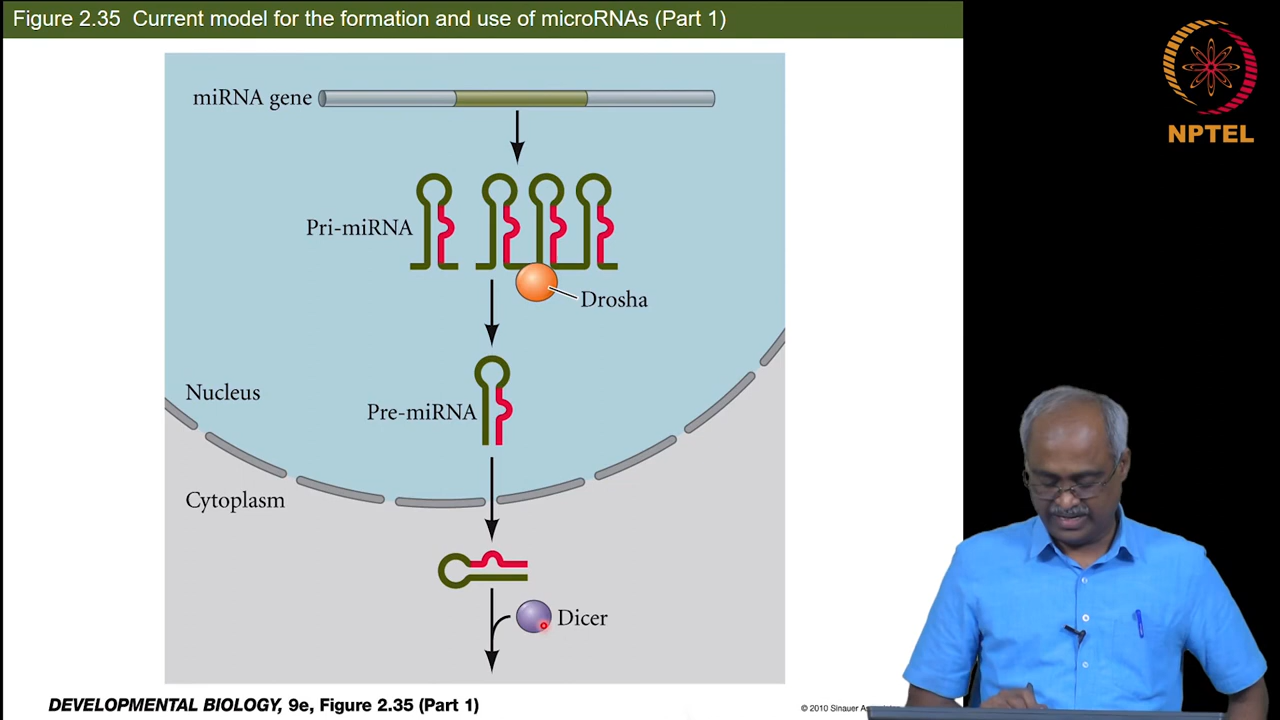 Figure 2.35 Current model for the formation and use of microRNAs (Part 1)
NPTEL
miRNA gene
Pri-miRNA
Drosha
Nucleus
Pre-miRNA
Cytoplasm
Dicer
DEVELOPMENTAL BIOLOGY, 9e, Figure 2.35 (Part 1)
© 2010 Sinauer